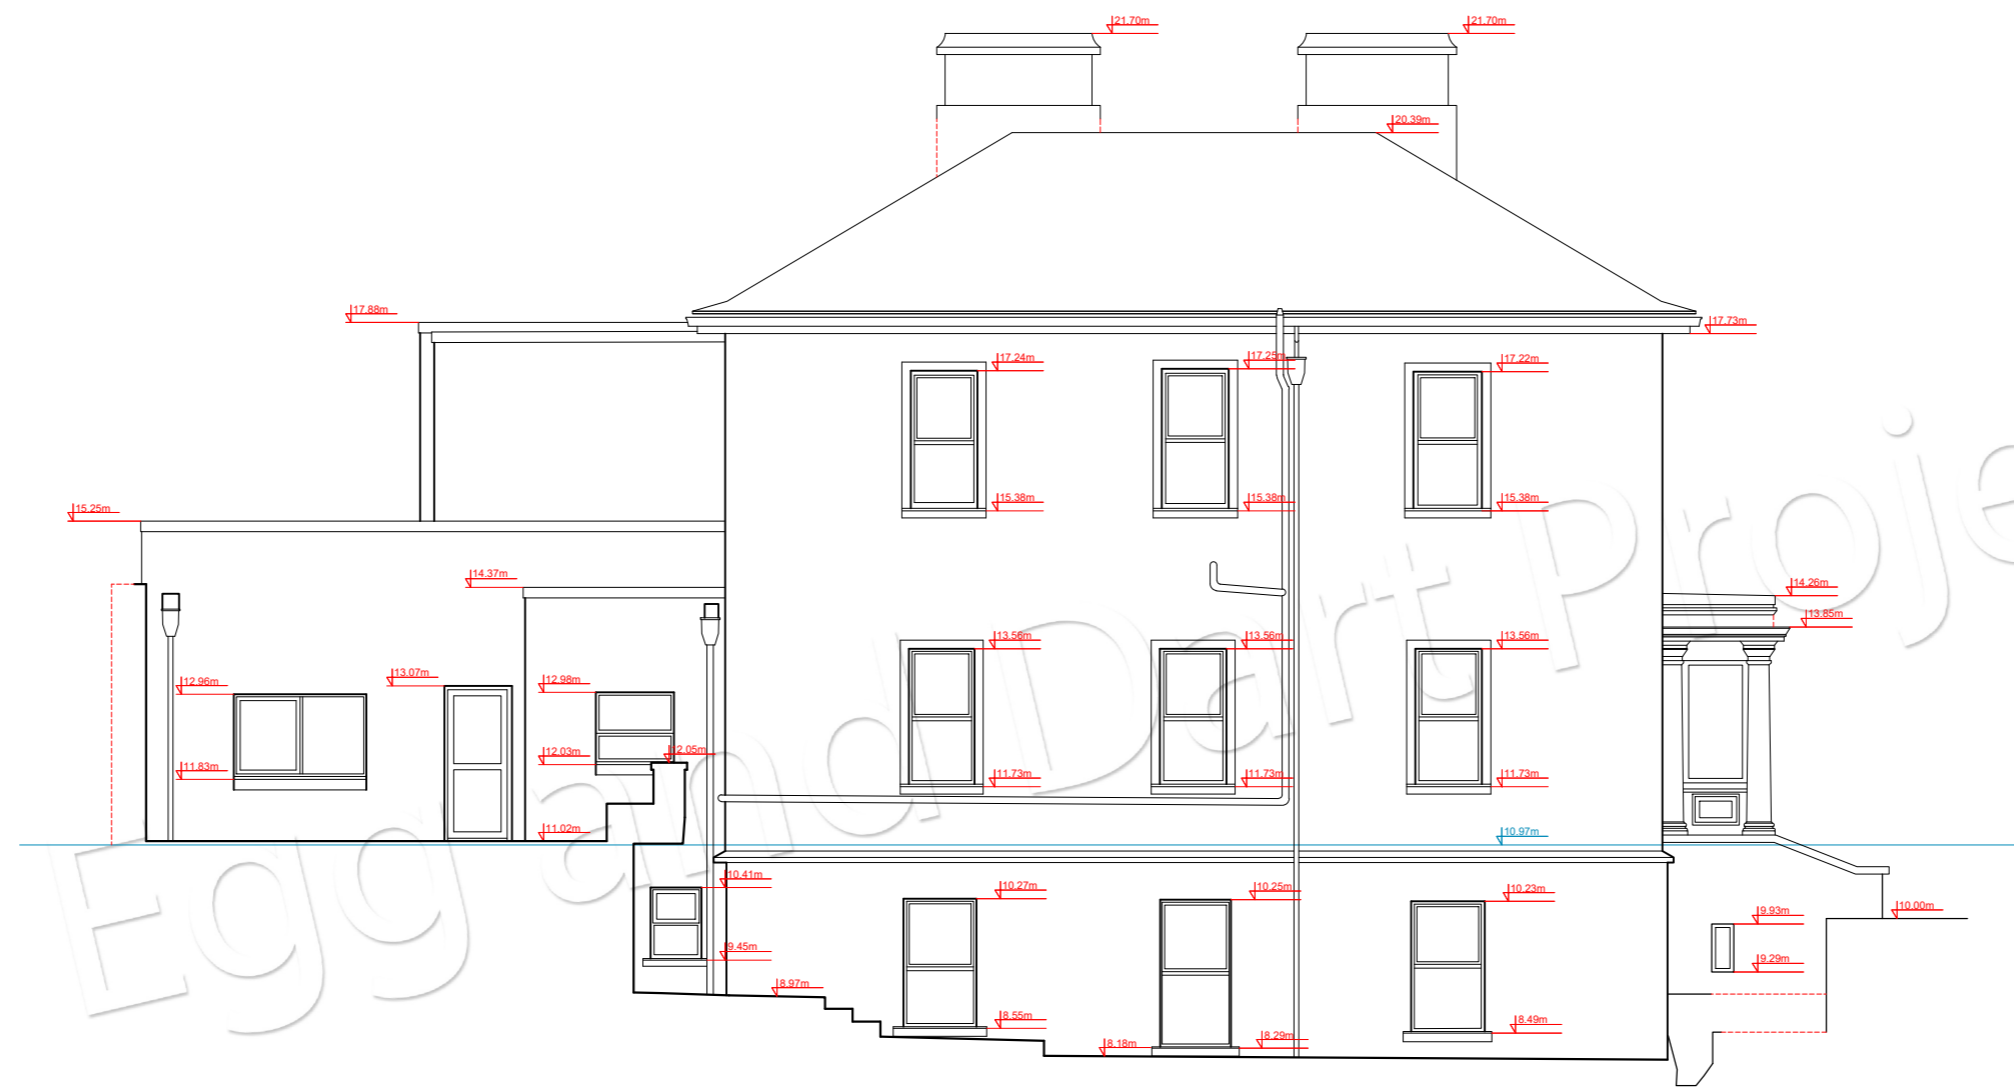 21.70m 21.70m
20.39m
17.88m
17.73m
17.24m 17.25m 17.22m
15.38m 15.38m 15.38m
15.25m
14.37m
14.26m
13.85m
13.56m 13.56m 13.56m
13.07m
12.96m 12.98m
12.03m 12.05m
11.83m 11.73m 11.73m 11.73m
11.02m 10.97m
10.41m 10.27m 10.25m 10.23m
10.00m
9.93m
9.45m 9.29m
8.97m
8.55m 8.49m
8.18m 8.29m
Egg and Dart Proje